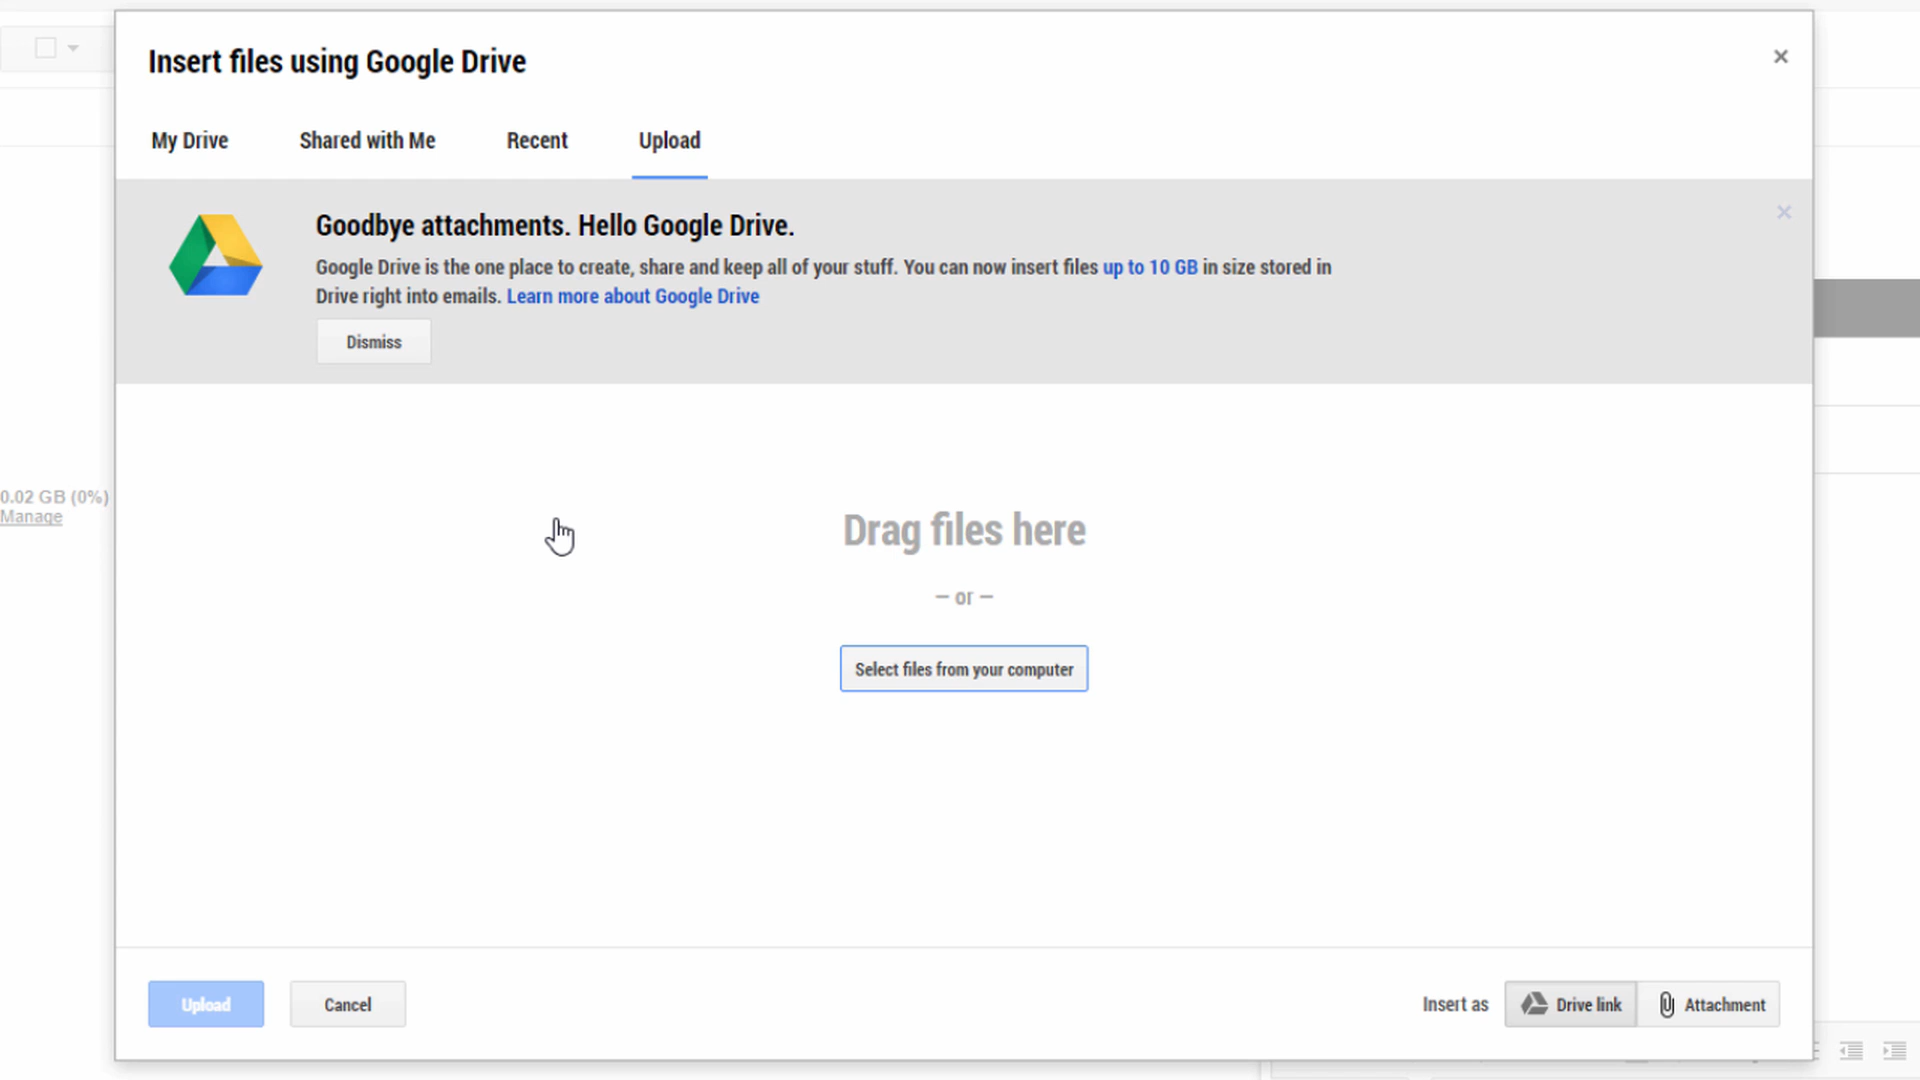 Insert files using Google Drive
My Drive
Shared with Me
Recent
Upload
Goodbye attachments. Hello Google Drive.
Google Drive is the one place to create, share and keep all of your stuff. You can now insert files up to 10 GB in size stored in
Drive right into emails. Learn more about Google Drive
Dismiss
0.02 GB (0%)
Manage
Drag files here
– or –
Select files from your computer
Upload
Cancel
Insert as
Drive link
Attachment